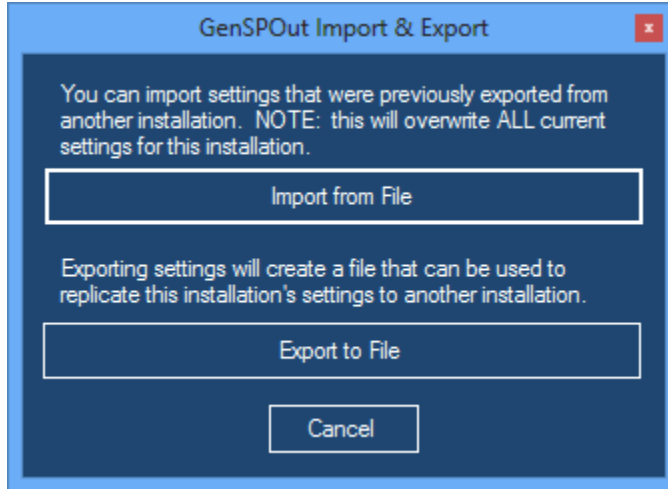 GenSPOut Import & Export
x
You can import settings that were previously exported from
another installation.  NOTE:  this will overwrite ALL current
settings for this installation.
Import from File
Exporting settings will create a file that can be used to
replicate this installation's settings to another installation.
Export to File
Cancel